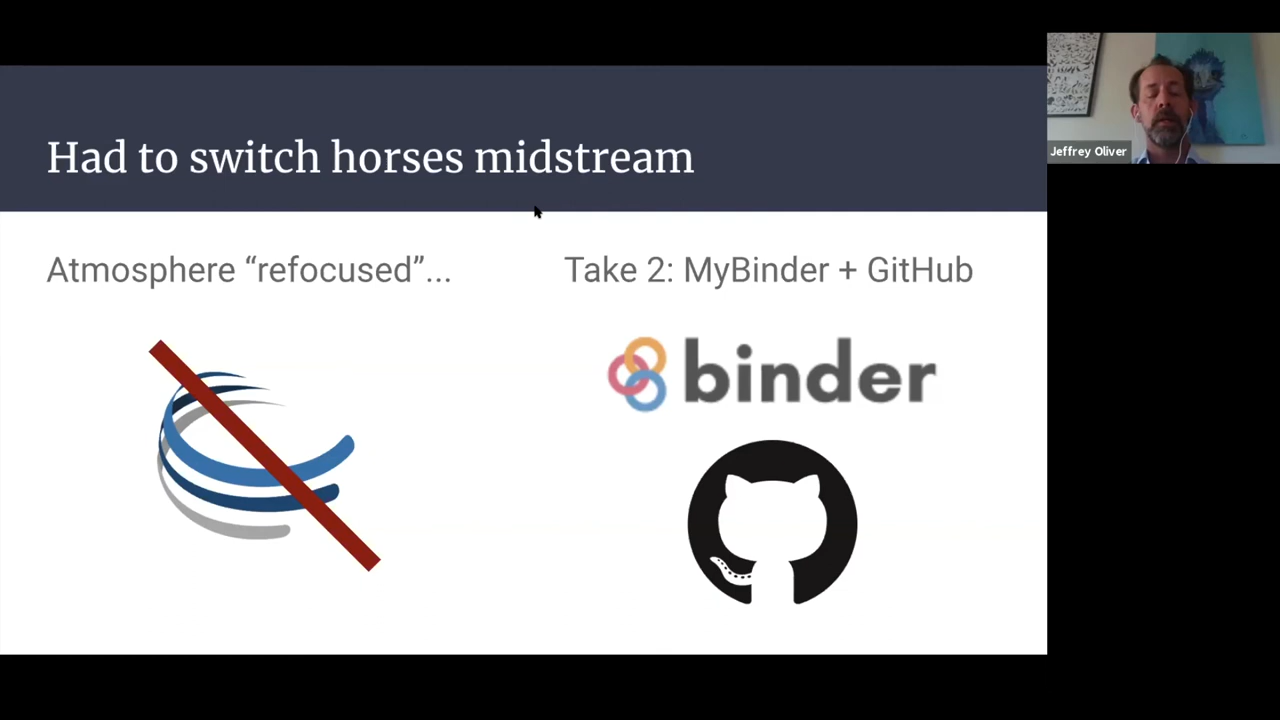 Had to switch horses midstream
Jeffrey Oliver
Atmosphere “refocused”...
Take 2: MyBinder + GitHub
binder